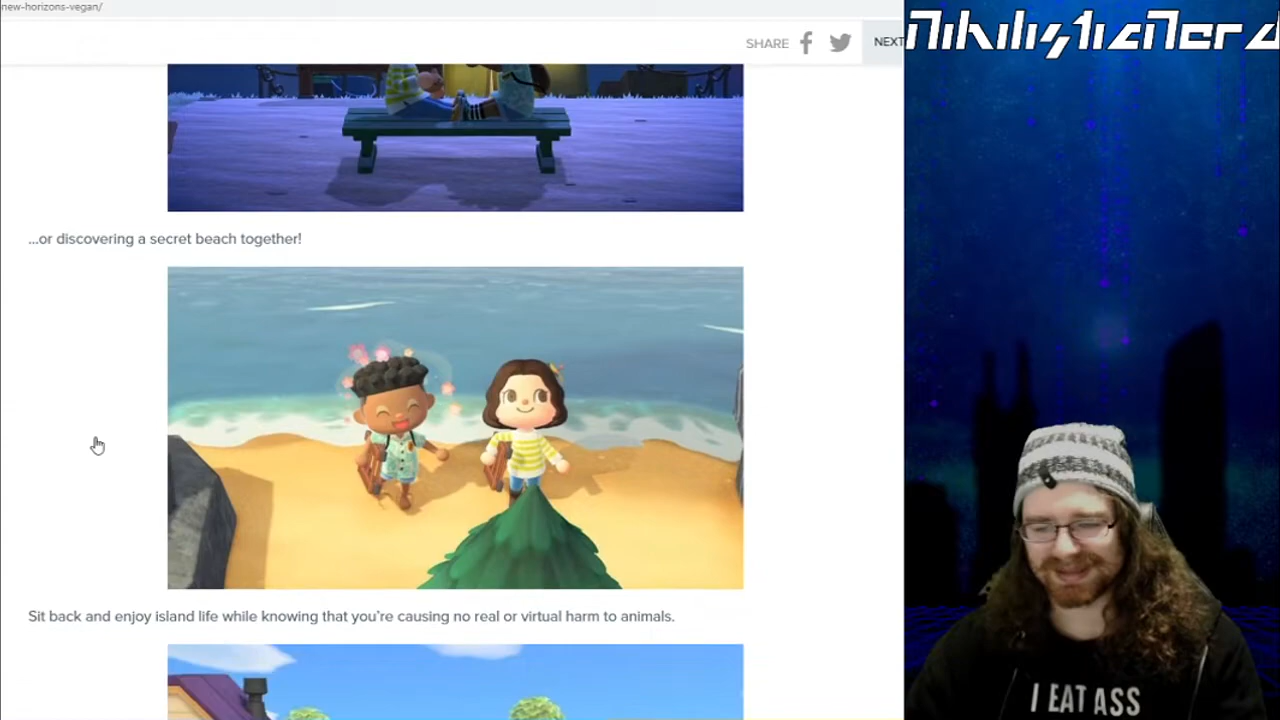 new-horizons-vegan/
SHARE
NEXT
NihilisticNerd
...or discovering a secret beach together!
Sit back and enjoy island life while knowing that you're causing no real or virtual harm to animals.
I EAT ASS